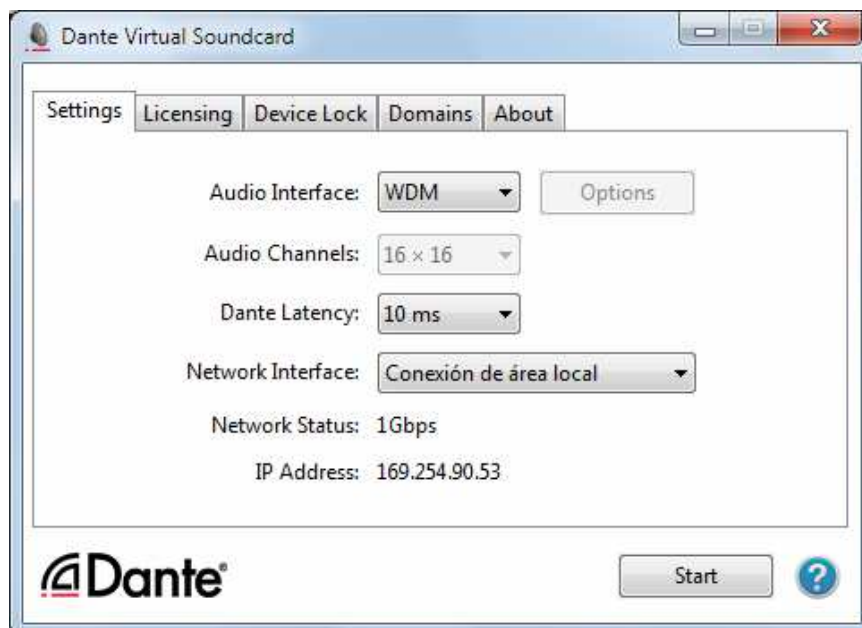 Dante Virtual Soundcard
Settings Licensing Device Lock Domains About
Audio Interface: WDM Options
Audio Channels: 16 × 16
Dante Latency: 10 ms
Network Interface: Conexión de área local
Network Status: 1Gbps
IP Address: 169.254.90.53
Dante® Start ?